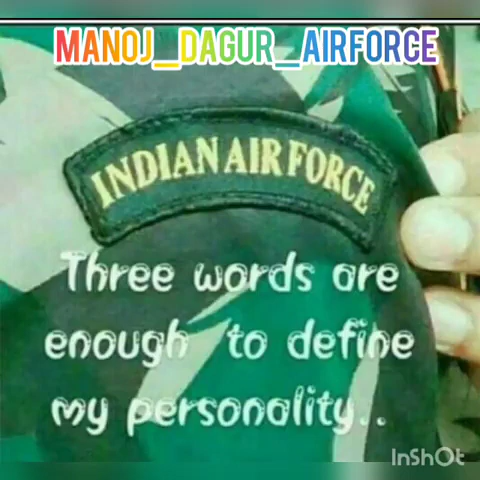 MANOJ_DAGUR_AIRFORCE
INDIAN AIR FORCE
Three words are
enough to define
my personality..
InShOt